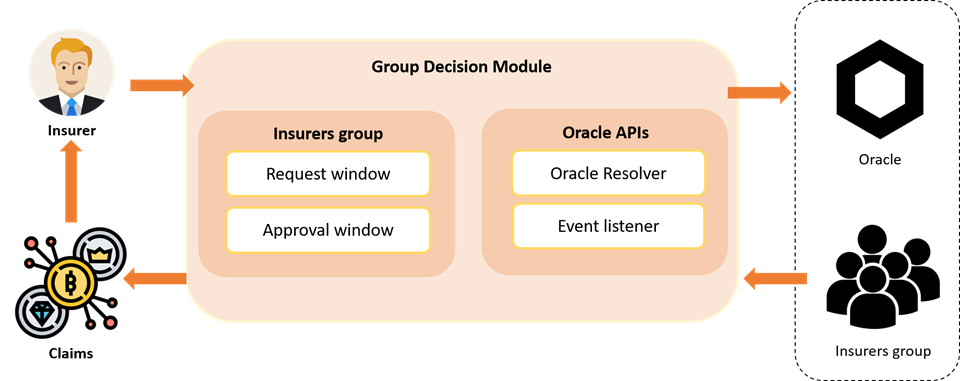 Group Decision Module
Insurer
Insurers group
Request window
Approval window
Oracle APIs
Oracle Resolver
Event listener
Oracle
Claims
Insurers group